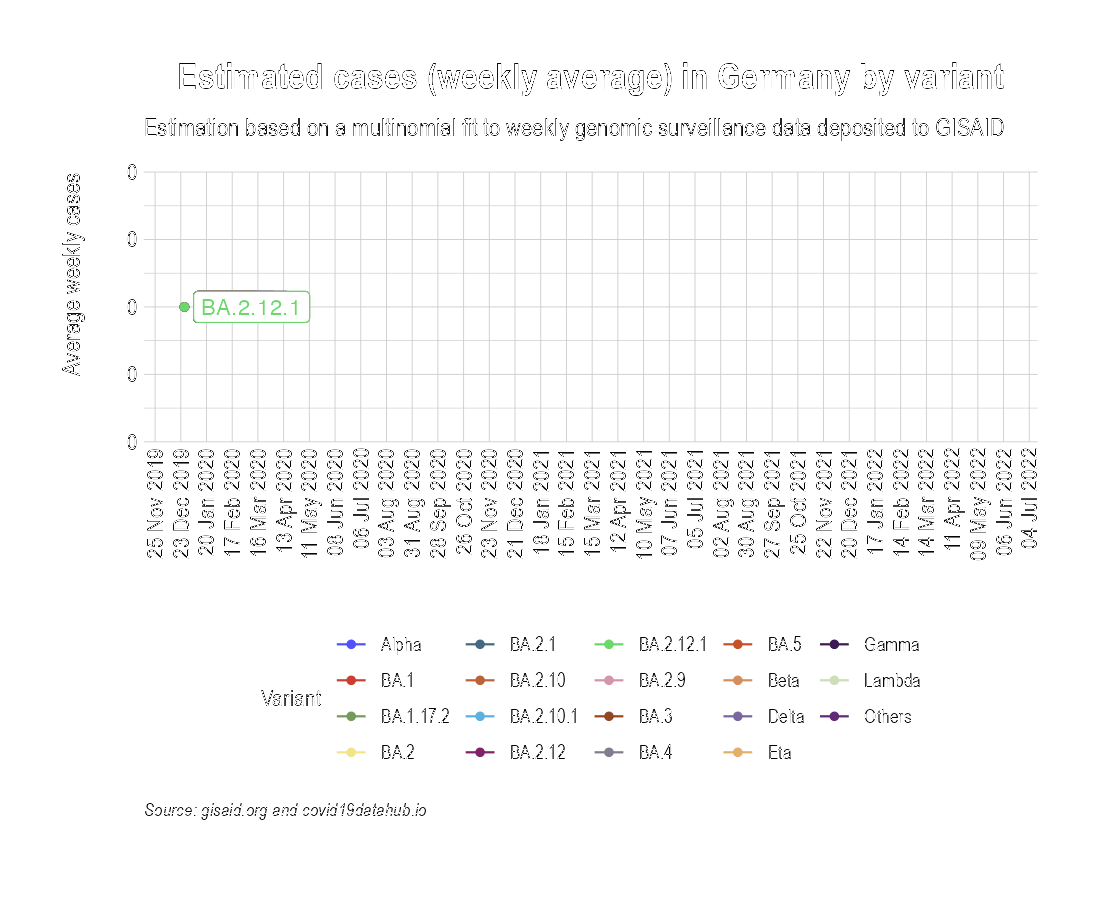 Estimated cases (weekly average) in Germany by variant
Estimation based on a multinomial fit to weekly genomic surveillance data deposited to GISAID
Average weekly cases
0
0
0
0
0
BA.2.12.1
25 Nov 2019
23 Dec 2019
20 Jan 2020
17 Feb 2020
16 Mar 2020
13 Apr 2020
11 May 2020
08 Jun 2020
06 Jul 2020
03 Aug 2020
31 Aug 2020
28 Sep 2020
26 Oct 2020
23 Nov 2020
21 Dec 2020
18 Jan 2021
15 Feb 2021
15 Mar 2021
12 Apr 2021
10 May 2021
07 Jun 2021
05 Jul 2021
02 Aug 2021
30 Aug 2021
27 Sep 2021
25 Oct 2021
22 Nov 2021
20 Dec 2021
17 Jan 2022
14 Feb 2022
14 Mar 2022
11 Apr 2022
09 May 2022
06 Jun 2022
04 Jul 2022
Variant
Alpha
BA.1
BA.1.17.2
BA.2
BA.2.1
BA.2.10
BA.2.10.1
BA.2.12
BA.2.12.1
BA.2.9
BA.3
BA.4
BA.5
Beta
Delta
Eta
Gamma
Lambda
Others
Source: gisaid.org and covid19datahub.io